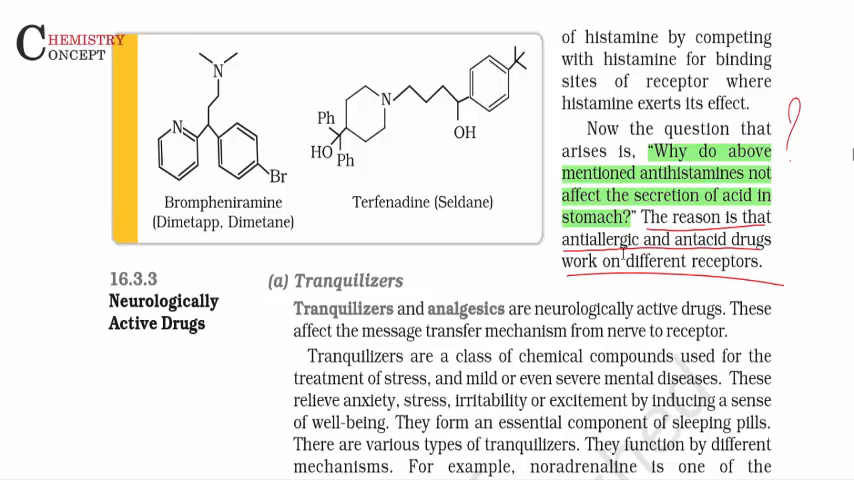 CHEMISTRY
CONCEPT
N
N
Br
Brompheniramine
(Dimetapp, Dimetane)
N
Ph
HO
Ph
OH
Terfenadine (Seldane)
of histamine by competing
with histamine for binding
sites of receptor where
histamine exerts its effect.
Now the question that
arises is, “Why do above
mentioned antihistamines not
affect the secretion of acid in
stomach?” The reason is that
antiallergic and antacid drugs
work on different receptors.
?
16.3.3
Neurologically
Active Drugs
(a) Tranquilizers
Tranquilizers and analgesics are neurologically active drugs. These
affect the message transfer mechanism from nerve to receptor.
Tranquilizers are a class of chemical compounds used for the
treatment of stress, and mild or even severe mental diseases. These
relieve anxiety, stress, irritability or excitement by inducing a sense
of well-being. They form an essential component of sleeping pills.
There are various types of tranquilizers. They function by different
mechanisms. For example, noradrenaline is one of the